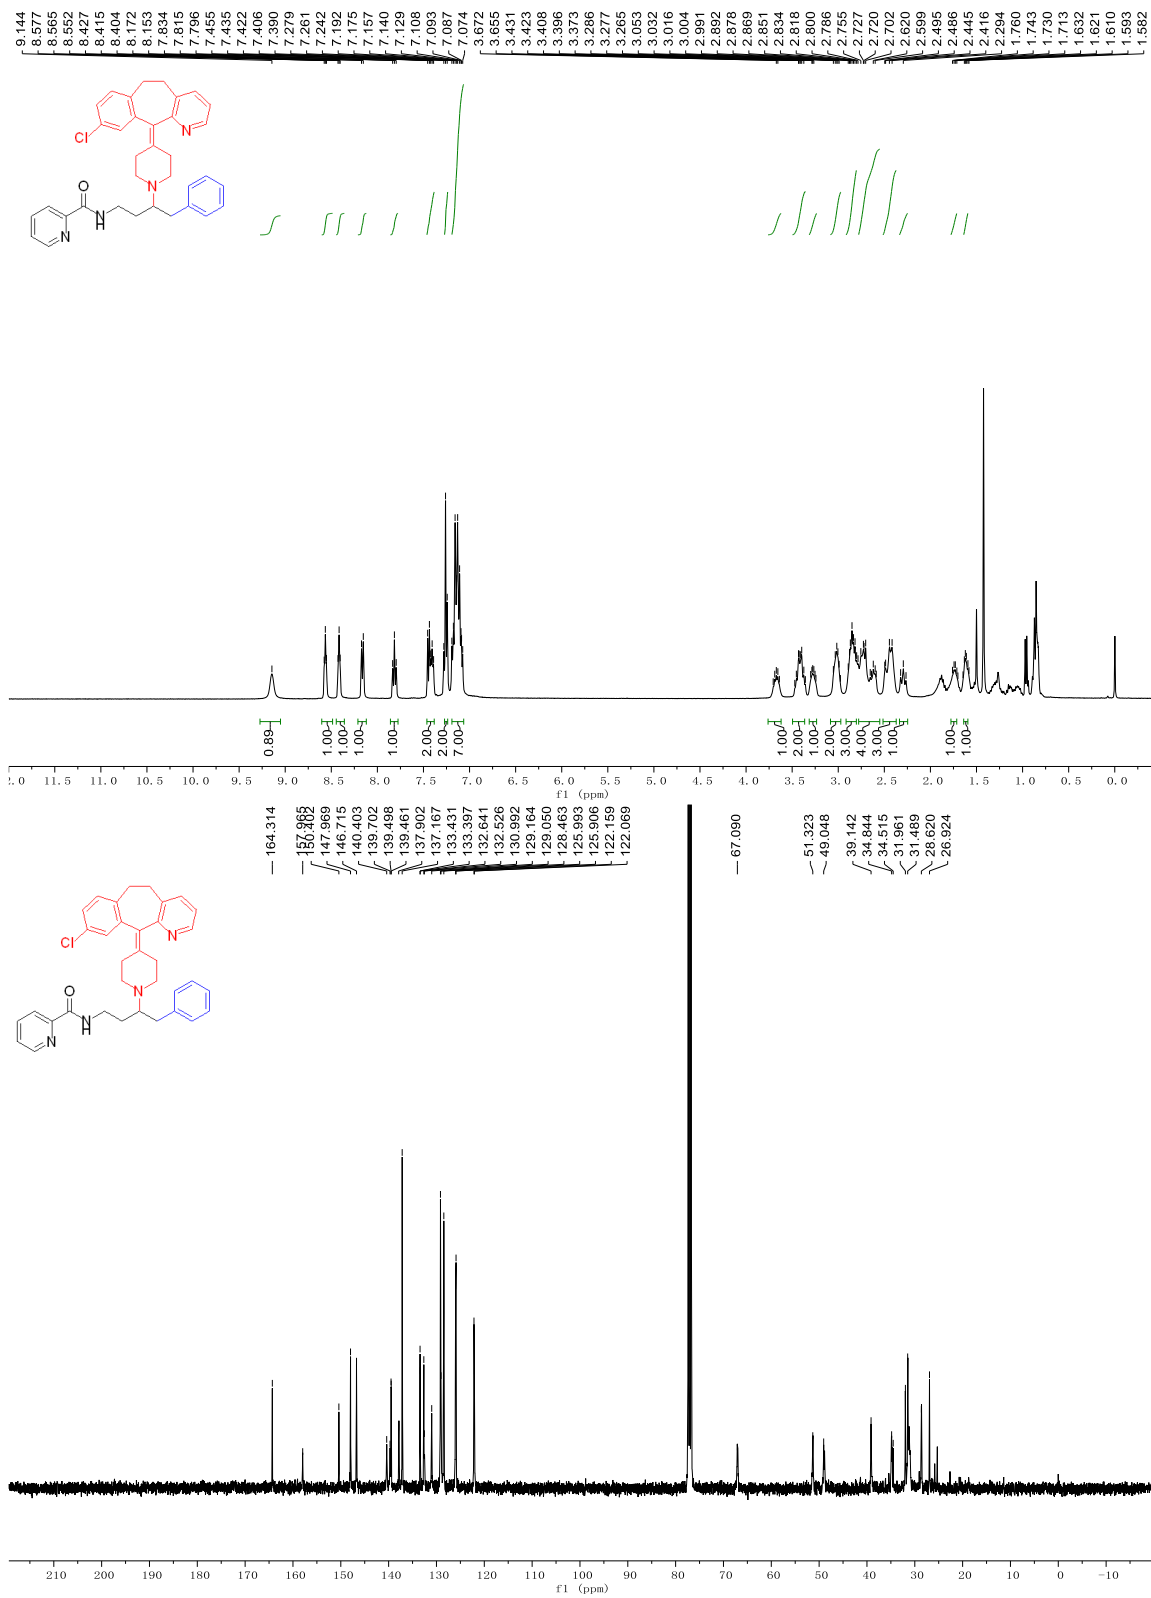 9.144 8.577 8.565 8.552 8.427 8.415 8.404 8.172 8.153 7.834 7.815 7.796 7.455 7.435 7.422 7.406 7.390 7.279 7.261 7.242 7.192 7.175 7.157 7.140 7.129 7.108 7.093 7.087 7.074 3.672 3.655 3.431 3.423 3.408 3.396 3.373 3.286 3.277 3.265 3.053 3.032 3.016 3.004 2.991 2.892 2.878 2.869 2.851 2.834 2.818 2.800 2.786 2.755 2.727 2.720 2.702 2.620 2.599 2.495 2.486 2.445 2.416 2.294 1.760 1.743 1.730 1.713 1.632 1.621 1.610 1.593 1.582
Cl
N
N
O
N
H
N
0.89 1.00 1.00 1.00 1.00 2.00 2.00 7.00 1.00 2.00 1.00 2.00 3.00 4.00 3.00 1.00 1.00 1.00
2.0 11.5 11.0 10.5 10.0 9.5 9.0 8.5 8.0 7.5 7.0 6.5 6.0 5.5 5.0 4.5 4.0 3.5 3.0 2.5 2.0 1.5 1.0 0.5 0.0
f1 (ppm)
164.314 157.965 150.402 147.969 146.715 140.403 139.702 139.498 139.461 137.902 137.167 133.431 133.397 132.641 132.526 130.992 129.164 129.050 128.463 125.993 125.906 122.159 122.069 67.090 51.323 49.048 39.142 34.844 34.515 31.961 31.489 28.620 26.924
Cl
N
N
O
N
H
N
210 200 190 180 170 160 150 140 130 120 110 100 90 80 70 60 50 40 30 20 10 0 -10
f1 (ppm)